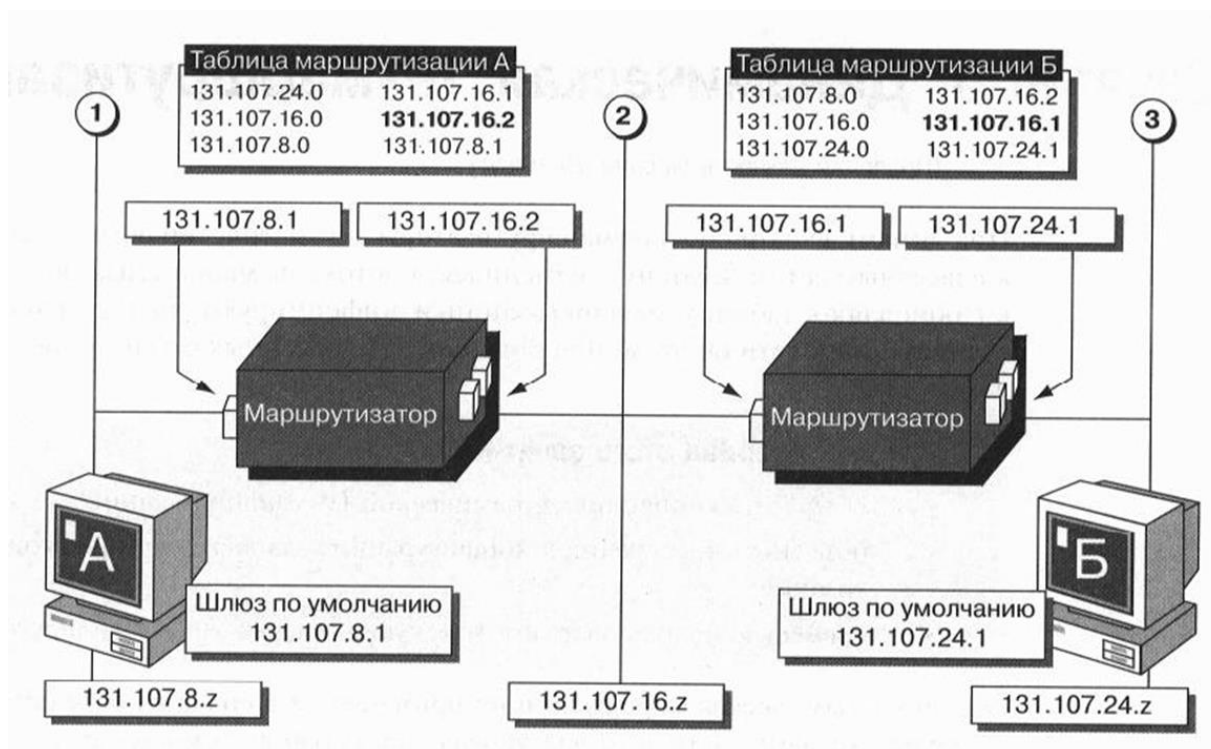 Таблица маршрутизации А
131.107.24.0 131.107.16.1
131.107.16.0 131.107.16.2
131.107.8.0 131.107.8.1
Таблица маршрутизации Б
131.107.8.0 131.107.16.2
131.107.16.0 131.107.16.1
131.107.24.0 131.107.24.1
1
2
3
131.107.8.1
131.107.16.2
131.107.16.1
131.107.24.1
Маршрутизатор
Маршрутизатор
А
Б
Шлюз по умолчанию
131.107.8.1
Шлюз по умолчанию
131.107.24.1
131.107.8.z
131.107.16.z
131.107.24.z